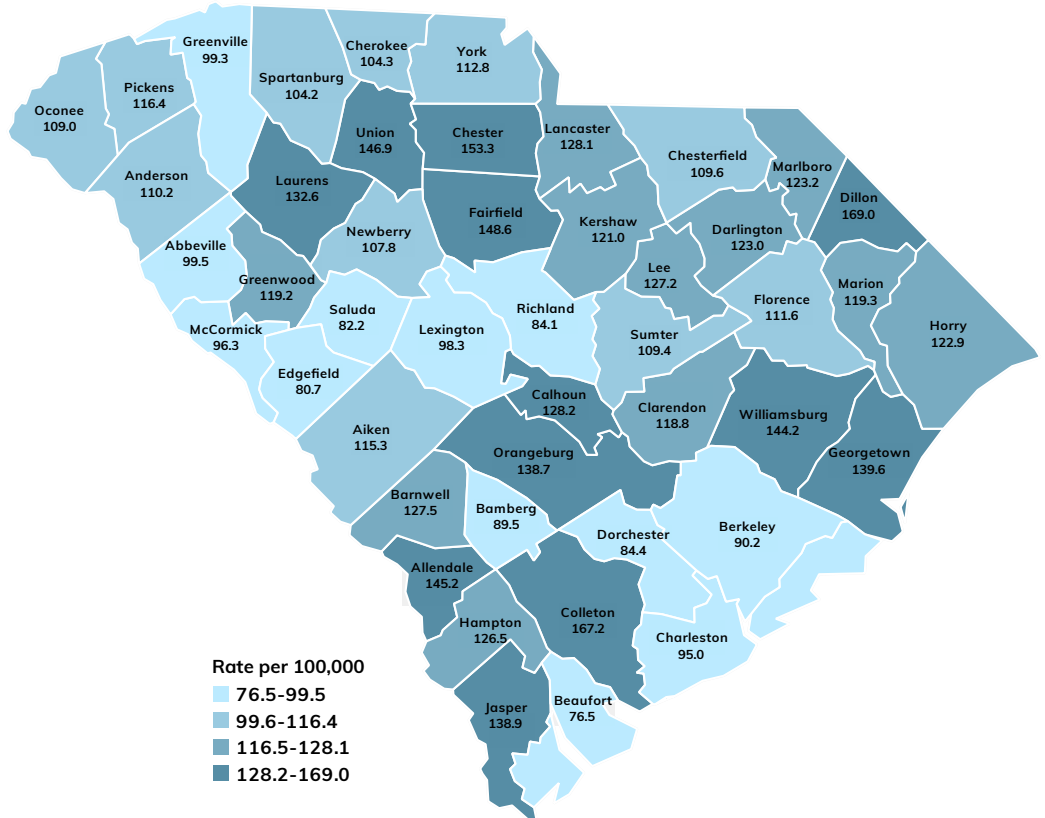 Greenville
99.3
Cherokee
104.3
York
112.8
Spartanburg
104.2
Pickens
116.4
Oconee
109.0
Union
146.9
Chester
153.3
Lancaster
128.1
Chesterfield
109.6
Marlboro
123.2
Anderson
110.2
Laurens
132.6
Dillon
169.0
Fairfield
148.6
Kershaw
121.0
Newberry
107.8
Darlington
123.0
Abbeville
99.5
Greenwood
119.2
Lee
127.2
Marion
119.3
Florence
111.6
Saluda
82.2
Richland
84.1
McCormick
96.3
Lexington
98.3
Horry
122.9
Sumter
109.4
Edgefield
80.7
Calhoun
128.2
Clarendon
118.8
Williamsburg
144.2
Aiken
115.3
Orangeburg
138.7
Georgetown
139.6
Barnwell
127.5
Bamberg
89.5
Dorchester
84.4
Berkeley
90.2
Allendale
145.2
Hampton
126.5
Colleton
167.2
Charleston
95.0
Jasper
138.9
Beaufort
76.5
Rate per 100,000
76.5-99.5
99.6-116.4
116.5-128.1
128.2-169.0